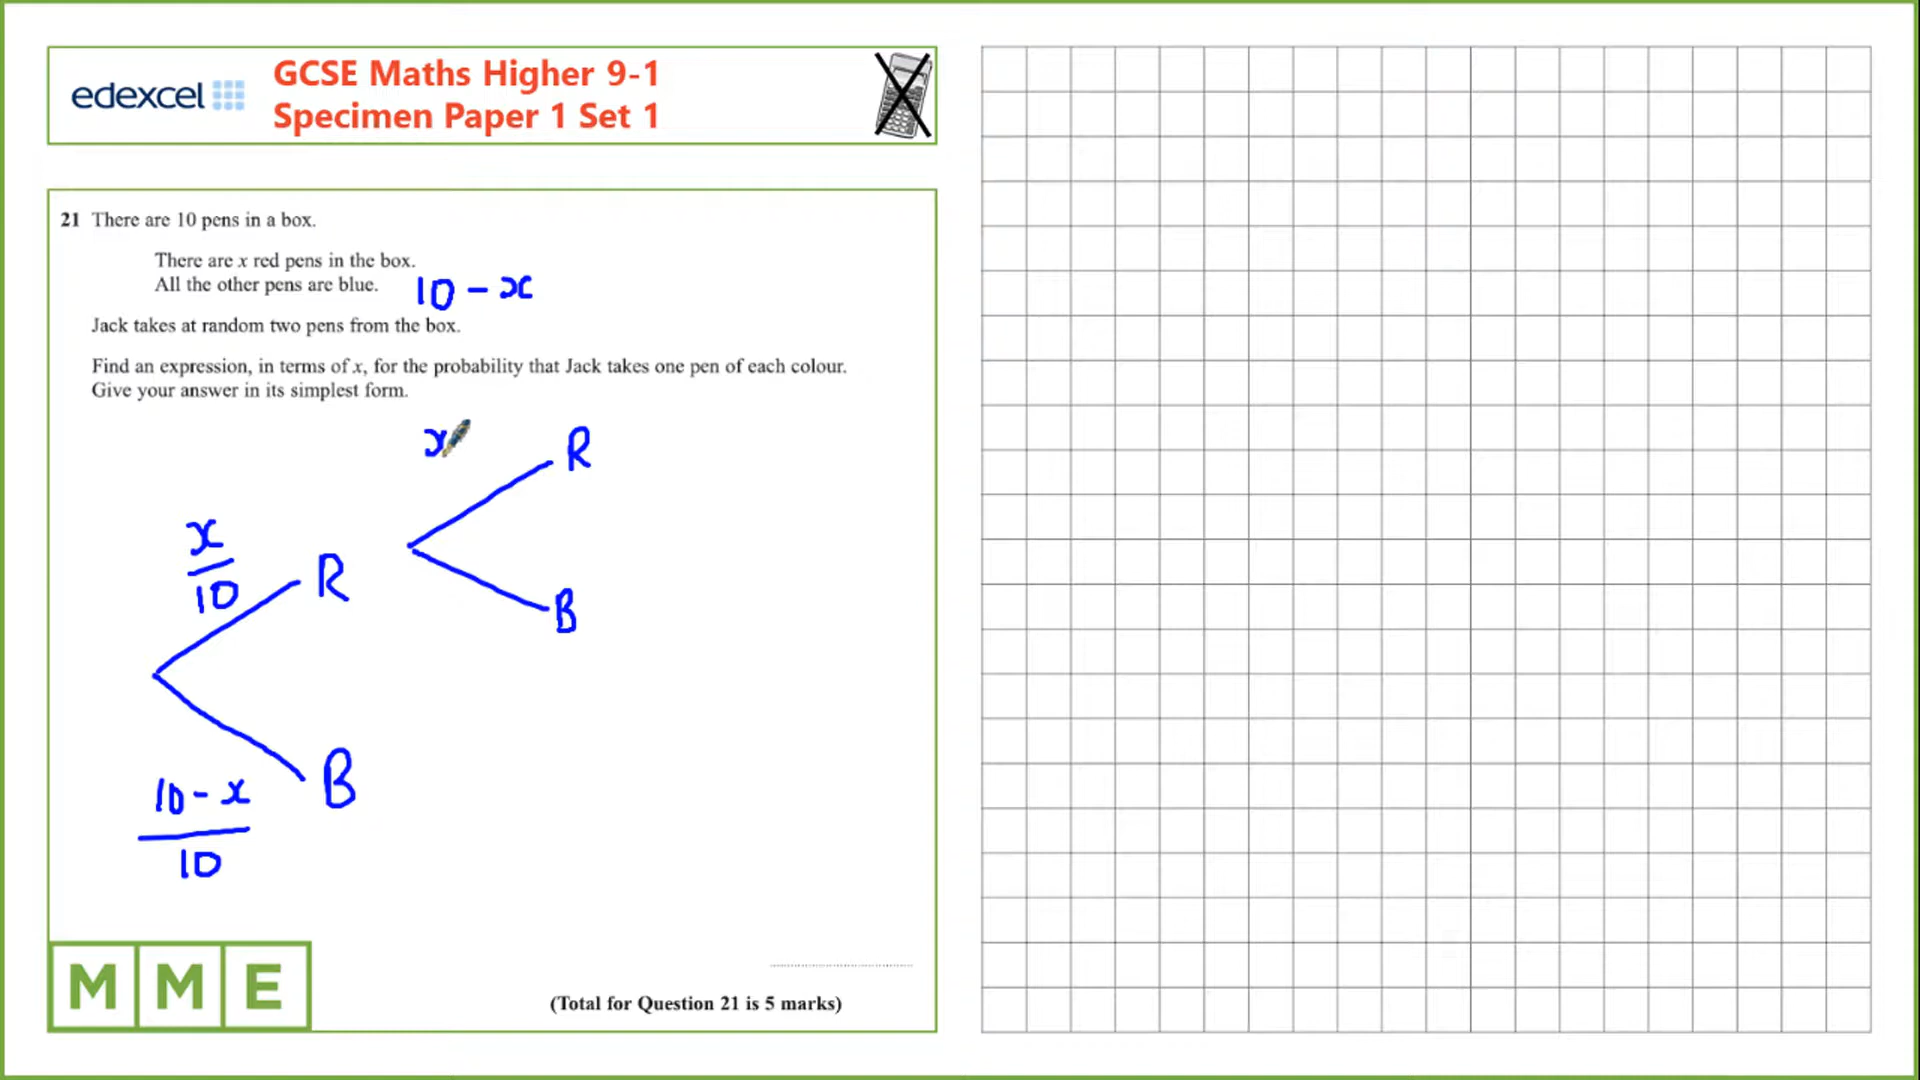 edexcel
GCSE Maths Higher 9-1
Specimen Paper 1 Set 1
21 There are 10 pens in a box.
There are x red pens in the box.
All the other pens are blue. 10 - x
Jack takes at random two pens from the box.
Find an expression, in terms of x, for the probability that Jack takes one pen of each colour.
Give your answer in its simplest form.
x
R
x
10
R
B
B
10 - x
10
MME
(Total for Question 21 is 5 marks)